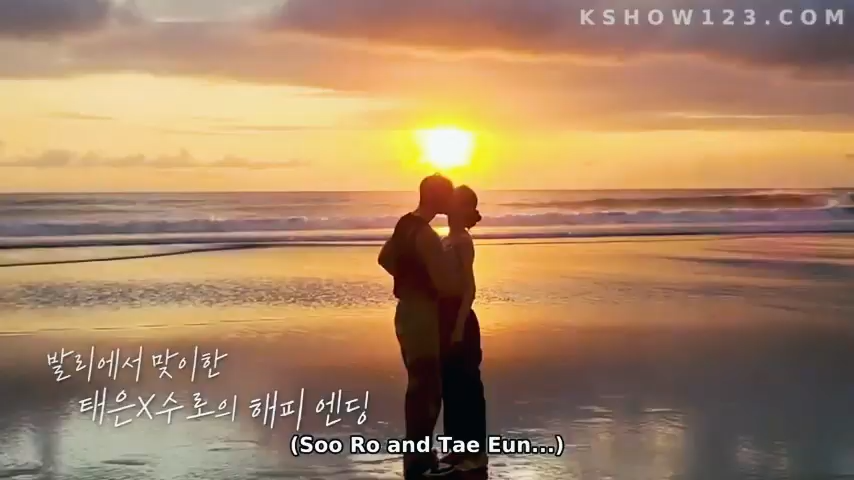 KSHOW123.COM
발리에서 맞이한
태은X수로의 해피 엔딩
(Soo Ro and Tae Eun...)